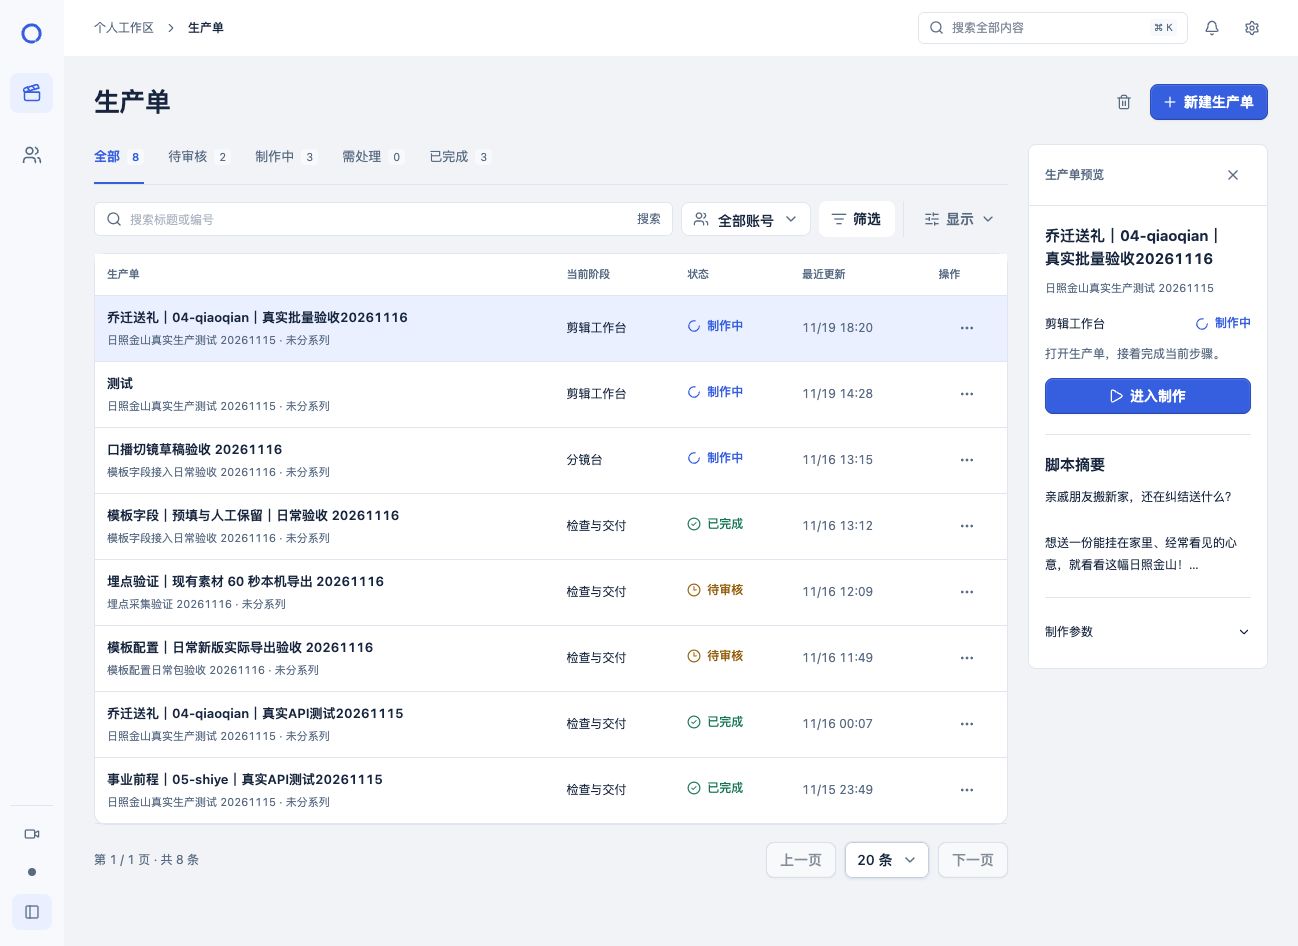 个人工作区 > 生产单
搜索全部内容 ⌘ K
生产单
+ 新建生产单
全部 8 待审核 2 制作中 3 需处理 0 已完成 3
搜索标题或编号 搜索
全部账号
筛选
显示
生产单 当前阶段 状态 最近更新 操作
乔迁送礼｜04-qiaoqian｜真实批量验收20261116
日照金山真实生产测试 20261115 · 未分系列
剪辑工作台 制作中 11/19 18:20 ···
测试
日照金山真实生产测试 20261115 · 未分系列
剪辑工作台 制作中 11/19 14:28 ···
口播切镜草稿验收 20261116
模板字段接入日常验收 20261116 · 未分系列
分镜台 制作中 11/16 13:15 ···
模板字段｜预填与人工保留｜日常验收 20261116
模板字段接入日常验收 20261116 · 未分系列
检查与交付 已完成 11/16 13:12 ···
埋点验证｜现有素材 60 秒本机导出 20261116
埋点采集验证 20261116 · 未分系列
检查与交付 待审核 11/16 12:09 ···
模板配置｜日常新版实际导出验收 20261116
模板配置日常包验收 20261116 · 未分系列
检查与交付 待审核 11/16 11:49 ···
乔迁送礼｜04-qiaoqian｜真实API测试20261115
日照金山真实生产测试 20261115 · 未分系列
检查与交付 已完成 11/16 00:07 ···
事业前程｜05-shiye｜真实API测试20261115
日照金山真实生产测试 20261115 · 未分系列
检查与交付 已完成 11/15 23:49 ···
第 1 / 1 页 · 共 8 条
上一页 20 条 下一页
生产单预览
乔迁送礼｜04-qiaoqian｜
真实批量验收20261116
日照金山真实生产测试 20261115
剪辑工作台 制作中
打开生产单，接着完成当前步骤。
进入制作
脚本摘要
亲戚朋友搬新家，还在纠结送什么？
想送一份能挂在家里、经常看见的心
意，就看看这幅日照金山！...
制作参数